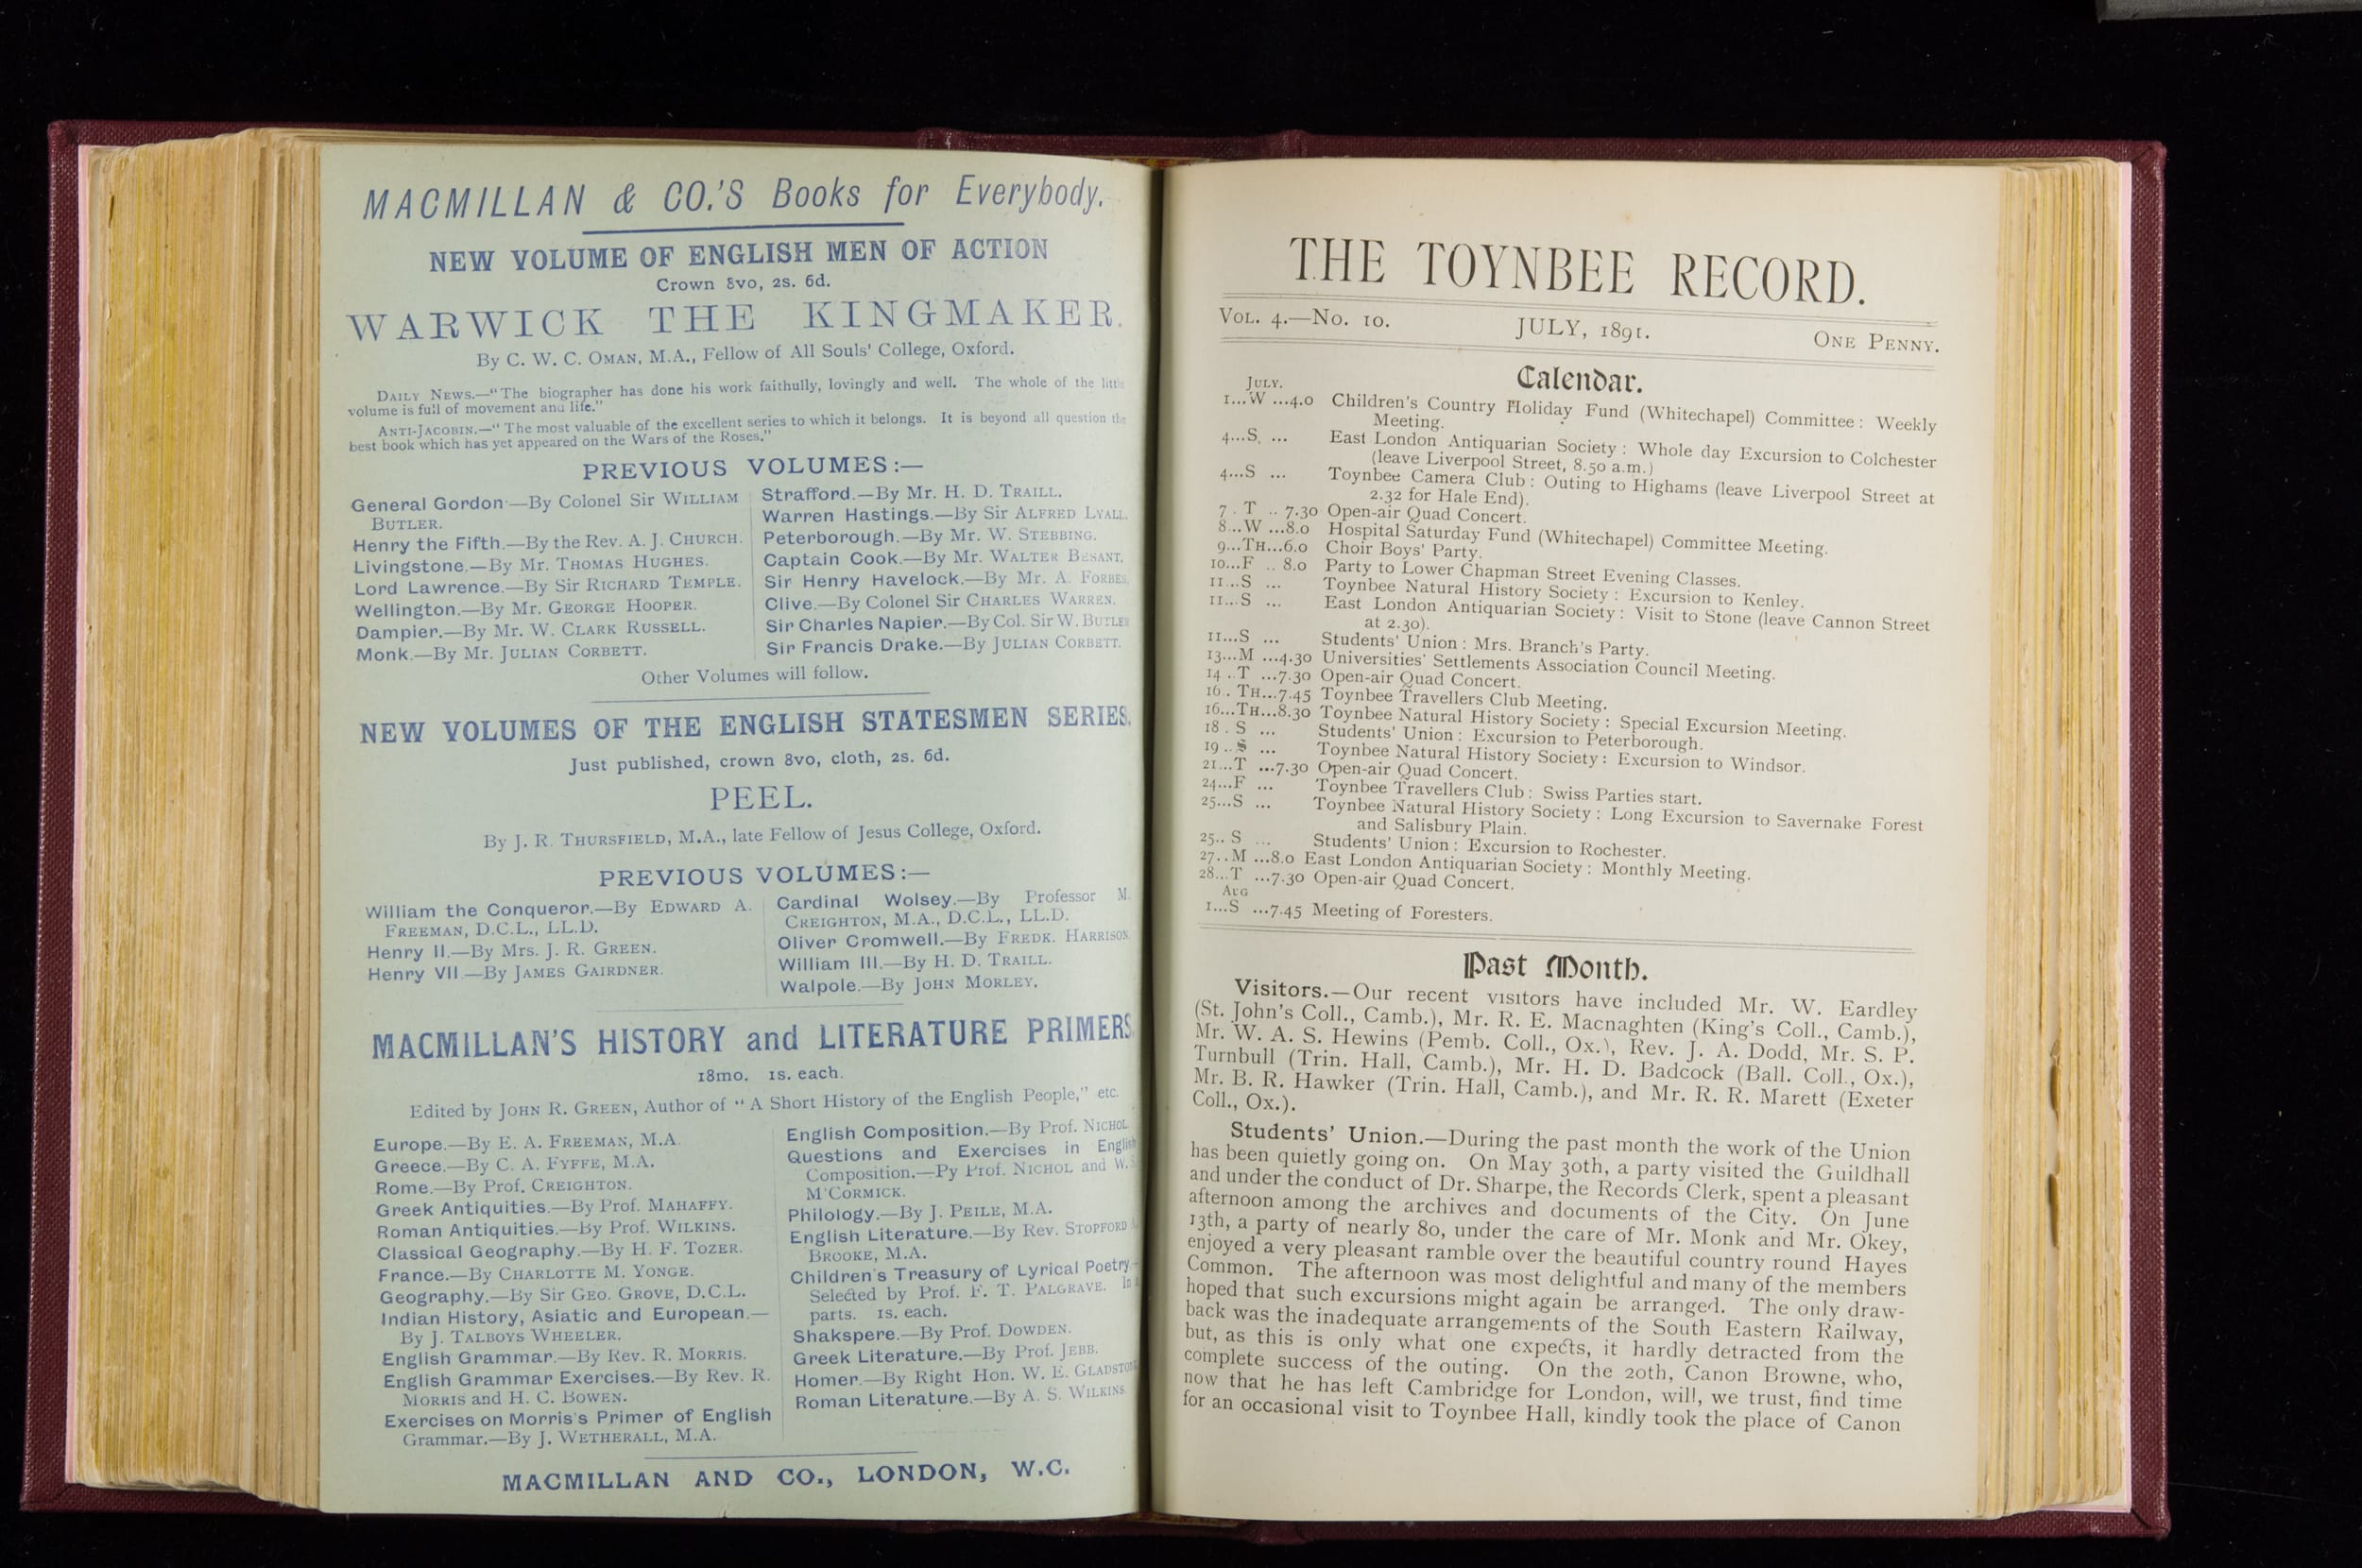 MACMILLAN & CO.'S Books for Everybody.
NEW VOLUME OF ENGLISH MEN OF ACTION
Crown 8vo, 2s. 6d.
WARWICK THE KINGMAKER.
By C. W. C. OMAN, M.A., Fellow of All Souls' College, Oxford.
DAILY NEWS.—"The biographer has done his work faithfully, lovingly and well. The whole of the little
volume is full of movement and life."
ANTI-JACOBIN.—"The most valuable of the excellent series to which it belongs. It is beyond all question the
best book which has yet appeared on the Wars of the Roses."
PREVIOUS VOLUMES:—
General Gordon—By Colonel Sir WILLIAM
BUTLER.
Henry the Fifth.—By the Rev. A. J. CHURCH.
Livingstone.—By Mr. THOMAS HUGHES.
Lord Lawrence.—By Sir RICHARD TEMPLE.
Wellington.—By Mr. GEORGE HOOPER.
Dampier.—By Mr. W. CLARK RUSSELL.
Monk.—By Mr. JULIAN CORBETT.
Strafford.—By Mr. H. D. TRAILL.
Warren Hastings.—By Sir ALFRED LYALL.
Peterborough.—By Mr. W. STEBBING.
Captain Cook.—By Mr. WALTER BESANT.
Sir Henry Havelock.—By Mr. A. FORBES.
Clive.—By Colonel Sir CHARLES WARREN.
Sir Charles Napier.—By Col. Sir W. BUTLER
Sir Francis Drake.—By JULIAN CORBETT.
Other Volumes will follow.
NEW VOLUMES OF THE ENGLISH STATESMEN SERIES.
Just published, crown 8vo, cloth, 2s. 6d.
PEEL.
By J. R. THURSFIELD, M.A., late Fellow of Jesus College, Oxford.
PREVIOUS VOLUMES:—
William the Conqueror.—By EDWARD A.
FREEMAN, D.C.L., LL.D.
Henry II.—By Mrs. J. R. GREEN.
Henry VII.—By JAMES GAIRDNER.
Cardinal Wolsey.—By Professor M.
CREIGHTON, M.A., D.C.L., LL.D.
Oliver Cromwell.—By FREDK. HARRISON.
William III.—By H. D. TRAILL.
Walpole.—By JOHN MORLEY.
MACMILLAN'S HISTORY and LITERATURE PRIMERS
18mo. 1s. each.
Edited by JOHN R. GREEN, Author of "A Short History of the English People," etc.
Europe.—By E. A. FREEMAN, M.A.
Greece.—By C. A. FYFFE, M.A.
Rome.—By Prof. CREIGHTON.
Greek Antiquities.—By Prof. MAHAFFY.
Roman Antiquities.—By Prof. WILKINS.
Classical Geography.—By H. F. TOZER.
France.—By CHARLOTTE M. YONGE.
Geography.—By Sir GEO. GROVE, D.C.L.
Indian History, Asiatic and European.—
By J. TALBOYS WHEELER.
English Grammar.—By Rev. R. MORRIS.
English Grammar Exercises.—By Rev. R.
MORRIS and H. C. BOWEN.
Exercises on Morris's Primer of English
Grammar.—By J. WETHERALL, M.A.
English Composition.—By Prof. NICHOL.
Questions and Exercises in English
Composition.—Py Prof. NICHOL and W. S.
M'CORMICK.
Philology.—By J. PEILE, M.A.
English Literature.—By Rev. STOPFORD
BROOKE, M.A.
Children's Treasury of Lyrical Poetry.—
Selected by Prof. F. T. PALGRAVE. In
parts. 1s. each.
Shakspere.—By Prof. DOWDEN.
Greek Literature.—By Prof. JEBB.
Homer.—By Right Hon. W. E. GLADSTONE
Roman Literature.—By A. S. WILKINS.
MACMILLAN AND CO., LONDON, W.C.
THE TOYNBEE RECORD.
VOL. 4.—No. 10. JULY, 1891. ONE PENNY.
Calendar.
JULY.
1...W ...4.0 Children's Country Holiday Fund (Whitechapel) Committee: Weekly
Meeting.
4...S. ... East London Antiquarian Society: Whole day Excursion to Colchester
(leave Liverpool Street, 8.50 a.m.)
4...S ... Toynbee Camera Club: Outing to Highams (leave Liverpool Street at
2.32 for Hale End).
7 . T .. 7.30 Open-air Quad Concert.
8...W ...8.0 Hospital Saturday Fund (Whitechapel) Committee Meeting.
9...TH...6.0 Choir Boys' Party.
10...F .. 8.0 Party to Lower Chapman Street Evening Classes.
11...S ... Toynbee Natural History Society: Excursion to Kenley.
11...S ... East London Antiquarian Society: Visit to Stone (leave Cannon Street
at 2.30).
11...S ... Students' Union: Mrs. Branch's Party.
13...M ...4.30 Universities' Settlements Association Council Meeting.
14 ..T ...7.30 Open-air Quad Concert.
16 . TH...7.45 Toynbee Travellers Club Meeting.
16...TH...8.30 Toynbee Natural History Society: Special Excursion Meeting.
18 . S ... Students' Union: Excursion to Peterborough.
19 ..S ... Toynbee Natural History Society: Excursion to Windsor.
21...T ...7.30 Open-air Quad Concert.
24...F ... Toynbee Travellers Club: Swiss Parties start.
25...S ... Toynbee Natural History Society: Long Excursion to Savernake Forest
and Salisbury Plain.
25.. S ... Students' Union: Excursion to Rochester.
27..M ...8.0 East London Antiquarian Society: Monthly Meeting.
28...T ...7.30 Open-air Quad Concert.
AUG
1...S ...7.45 Meeting of Foresters.
Past Month.
Visitors.—Our recent visitors have included Mr. W. Eardley
(St. John's Coll., Camb.), Mr. R. E. Macnaghten (King's Coll., Camb.),
Mr. W. A. S. Hewins (Pemb. Coll., Ox.), Rev. J. A. Dodd, Mr. S. P.
Turnbull (Trin. Hall, Camb.), Mr. H. D. Badcock (Ball. Coll., Ox.),
Mr. B. R. Hawker (Trin. Hall, Camb.), and Mr. R. R. Marett (Exeter
Coll., Ox.).
Students' Union.—During the past month the work of the Union
has been quietly going on. On May 30th, a party visited the Guildhall
and under the conduct of Dr. Sharpe, the Records Clerk, spent a pleasant
afternoon among the archives and documents of the City. On June
13th, a party of nearly 80, under the care of Mr. Monk and Mr. Okey,
enjoyed a very pleasant ramble over the beautiful country round Hayes
Common. The afternoon was most delightful and many of the members
hoped that such excursions might again be arranged. The only draw-
back was the inadequate arrangements of the South Eastern Railway,
but, as this is only what one expects, it hardly detracted from the
complete success of the outing. On the 20th, Canon Browne, who,
now that he has left Cambridge for London, will, we trust, find time
for an occasional visit to Toynbee Hall, kindly took the place of Canon